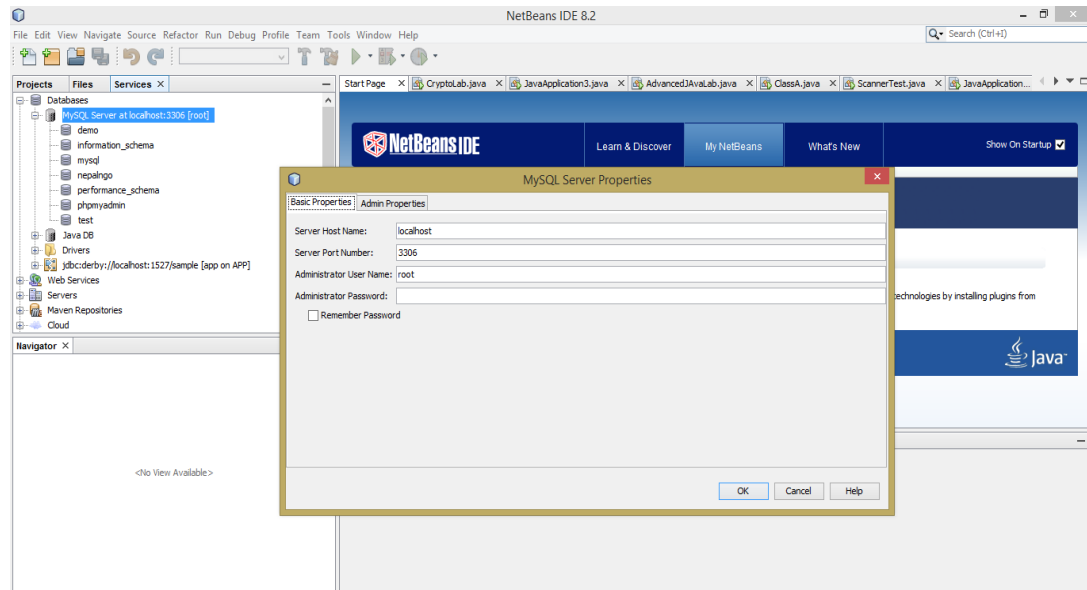 NetBeans IDE 8.2
File Edit View Navigate Source Refactor Run Debug Profile Team Tools Window Help
Search (Ctrl+I)
Projects Files Services
Start Page CryptoLab.java JavaApplication3.java AdvancedJAvaLab.java ClassA.java ScannerTest.java JavaApplication...
Databases
MySQL Server at localhost:3306 [root]
demo
information_schema
mysql
nepalngo
performance_schema
phpmyadmin
test
Java DB
Drivers
jdbc:derby://localhost:1527/sample [app on APP]
Web Services
Servers
Maven Repositories
Cloud
Navigator
<No View Available>
NetBeans IDE
Learn & Discover
My NetBeans
What's New
Show On Startup
MySQL Server Properties
Basic Properties Admin Properties
Server Host Name: localhost
Server Port Number: 3306
Administrator User Name: root
Administrator Password:
Remember Password
OK Cancel Help
technologies by installing plugins from
Java